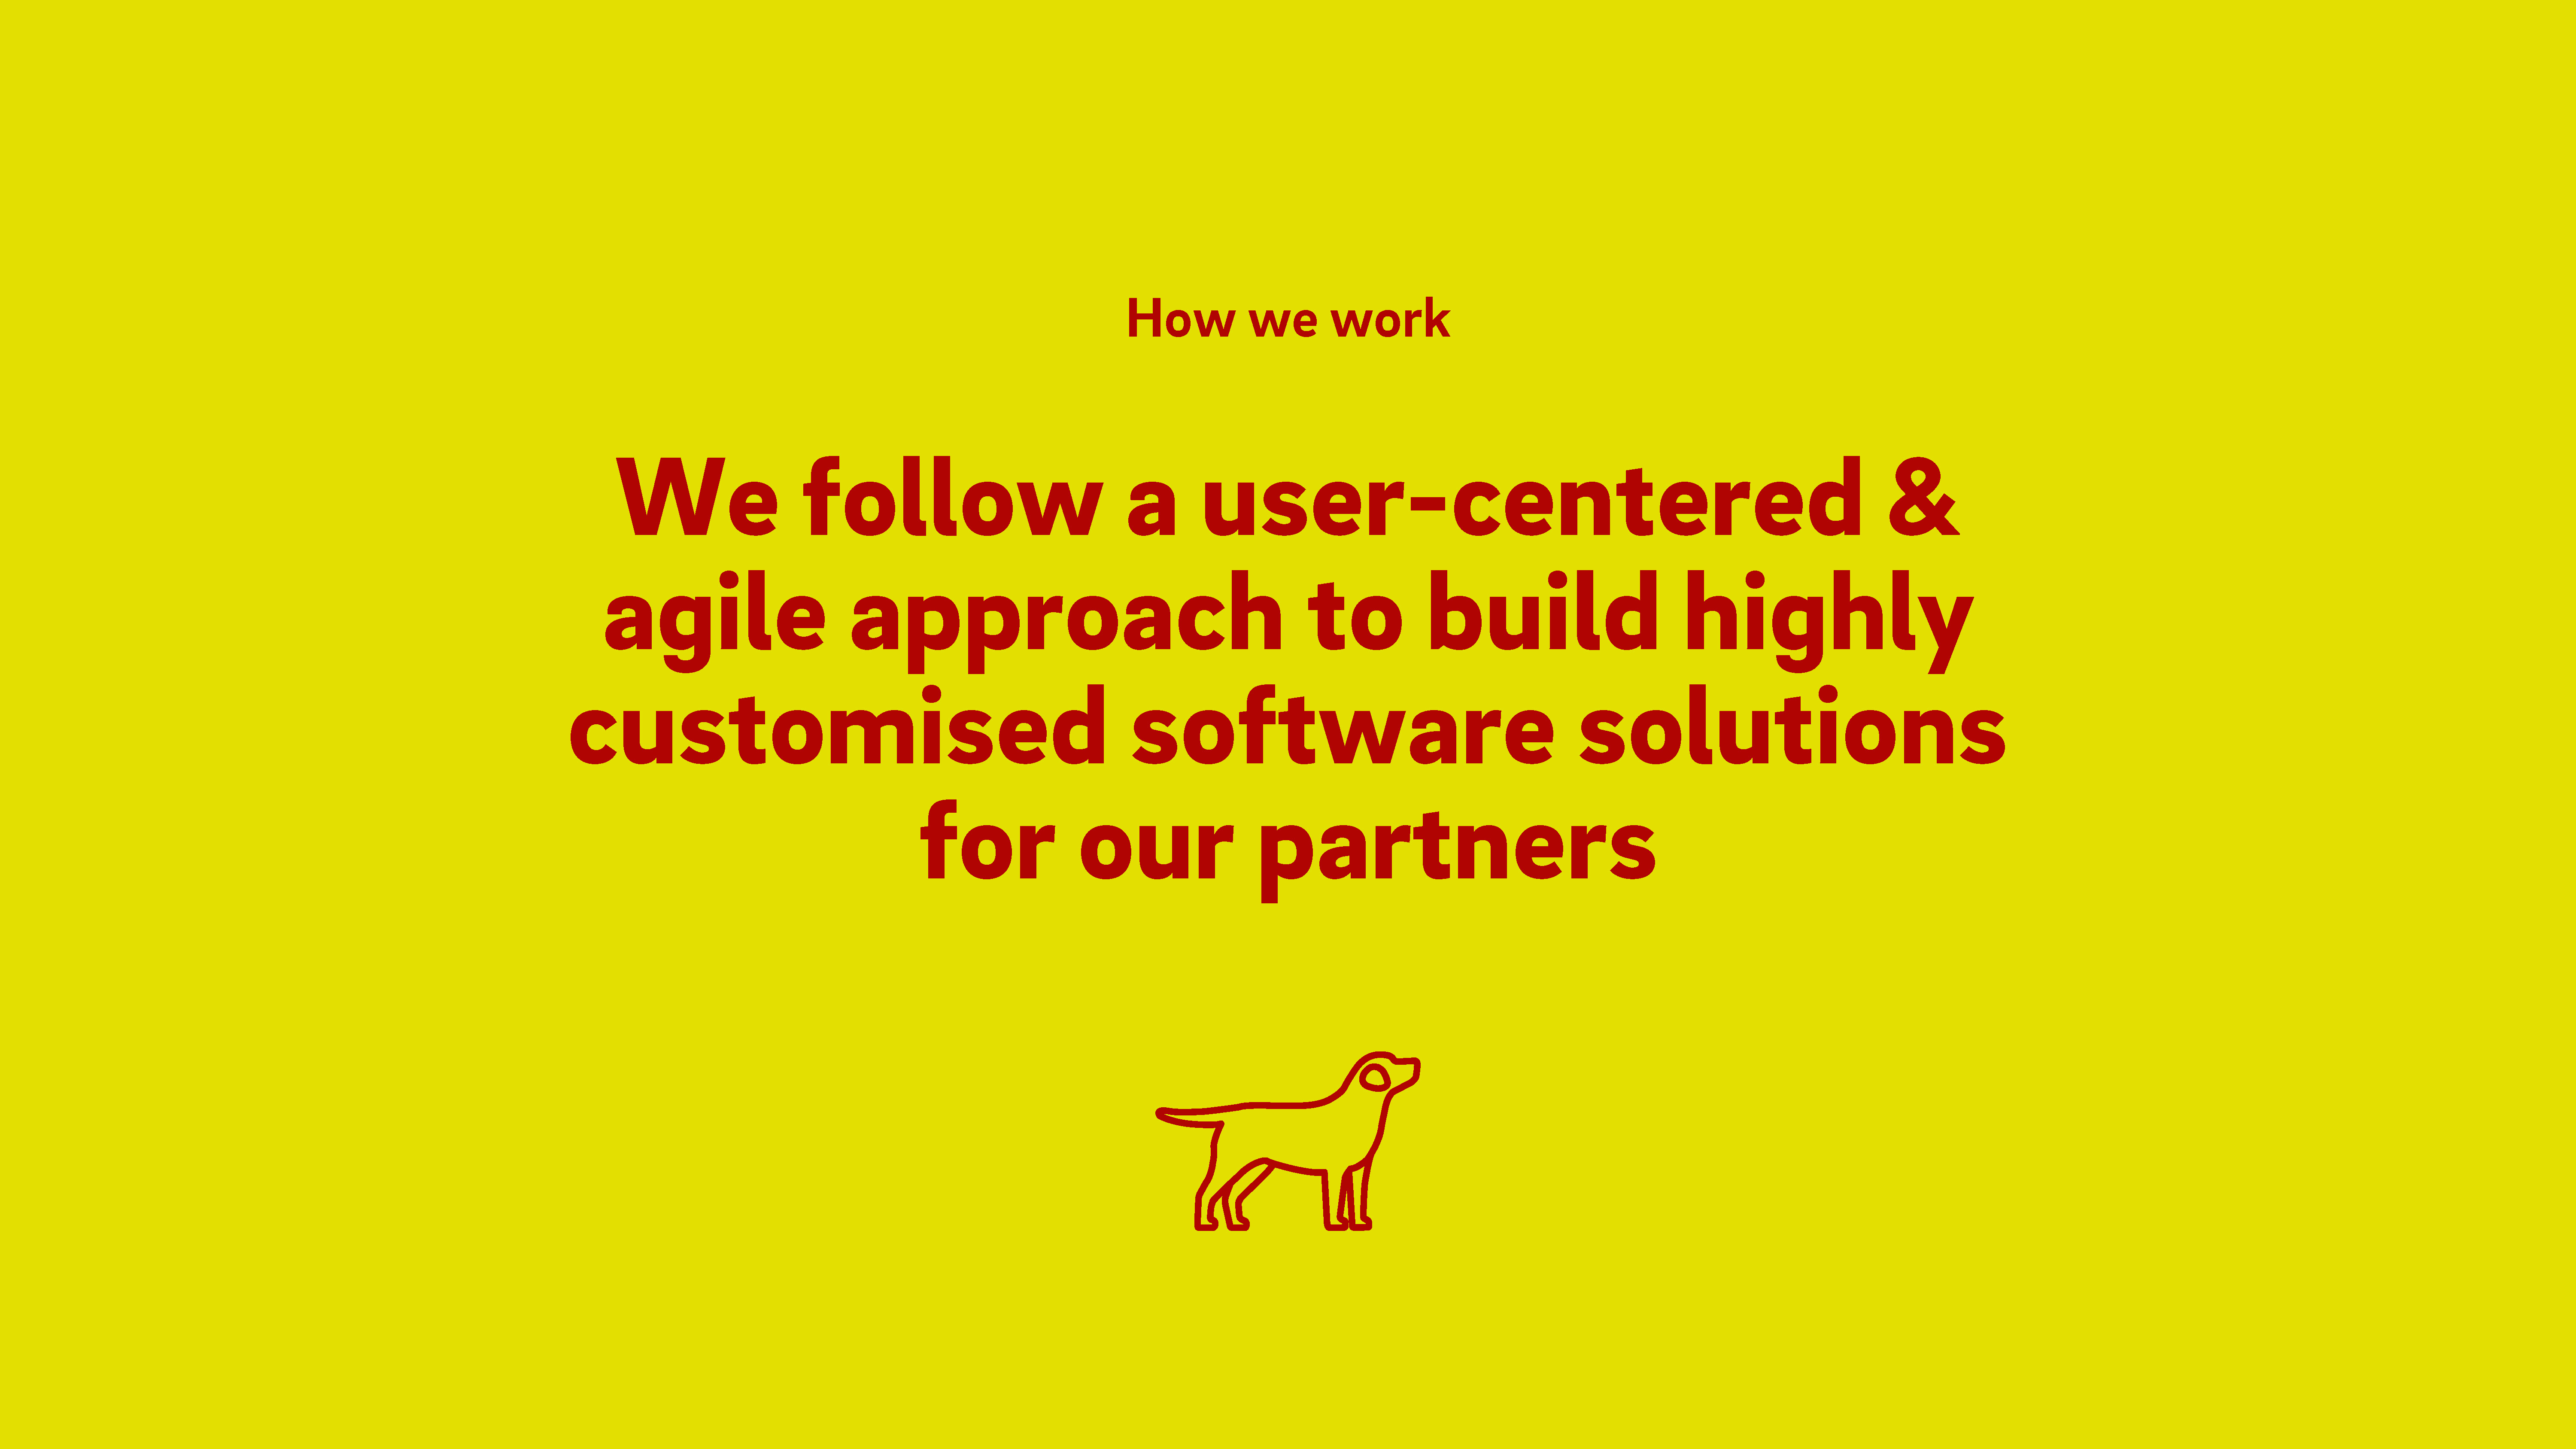 How we work
We follow a user-centered &
agile approach to build highly
customised software solutions
for our partners